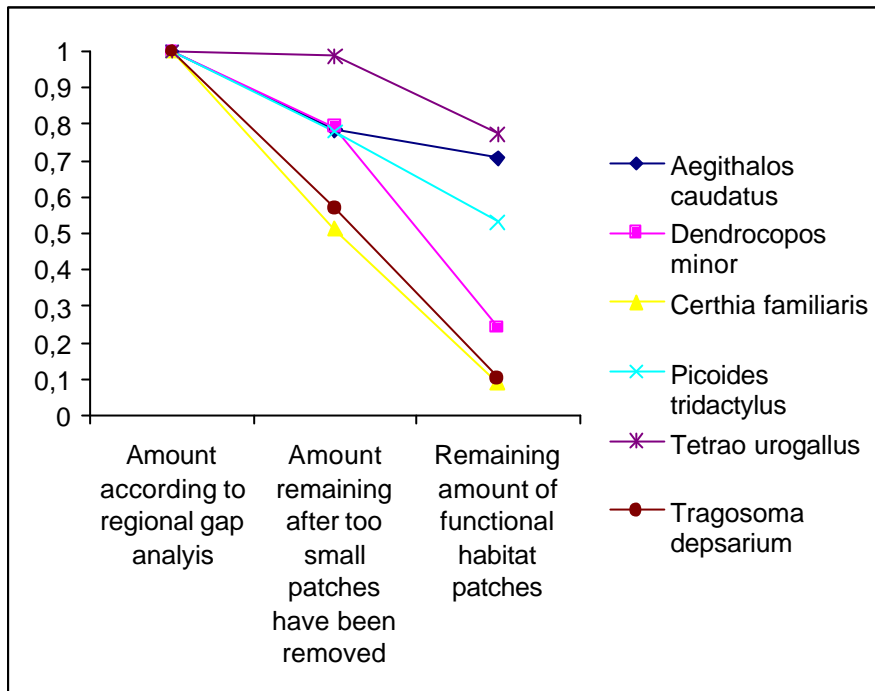 1
0,9
0,8
0,7
0,6
0,5
0,4
0,3
0,2
0,1
0
Amount
according to
regional gap
analyis
Amount
remaining
after too
small
patches
have been
removed
Remaining
amount of
functional
habitat
patches
Aegithalos
caudatus
Dendrocopos
minor
Certhia familiaris
Picoides
tridactylus
Tetrao urogallus
Tragosoma
depsarium